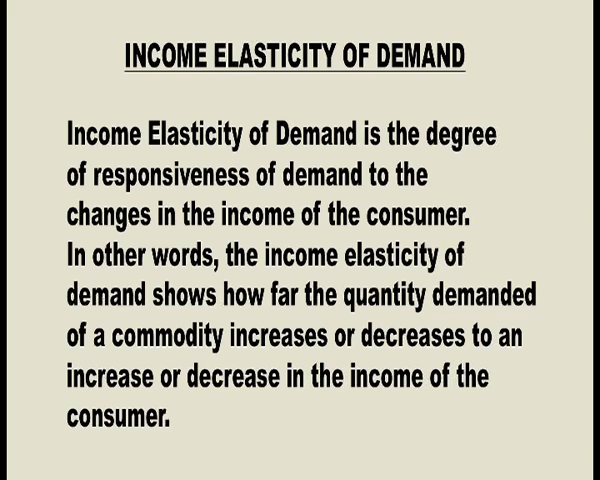 INCOME ELASTICITY OF DEMAND
Income Elasticity of Demand is the degree
of responsiveness of demand to the
changes in the income of the consumer.
In other words, the income elasticity of
demand shows how far the quantity demanded
of a commodity increases or decreases to an
increase or decrease in the income of the
consumer.